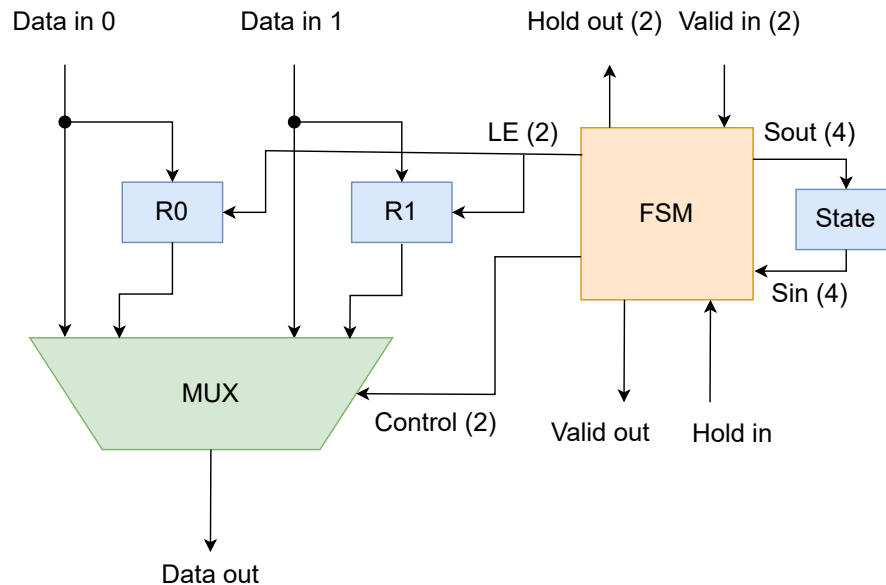 Data in 0
Data in 1
Hold out (2)
Valid in (2)
LE (2)
Sout (4)
R0
R1
FSM
State
Sin (4)
MUX
Control (2)
Valid out
Hold in
Data out